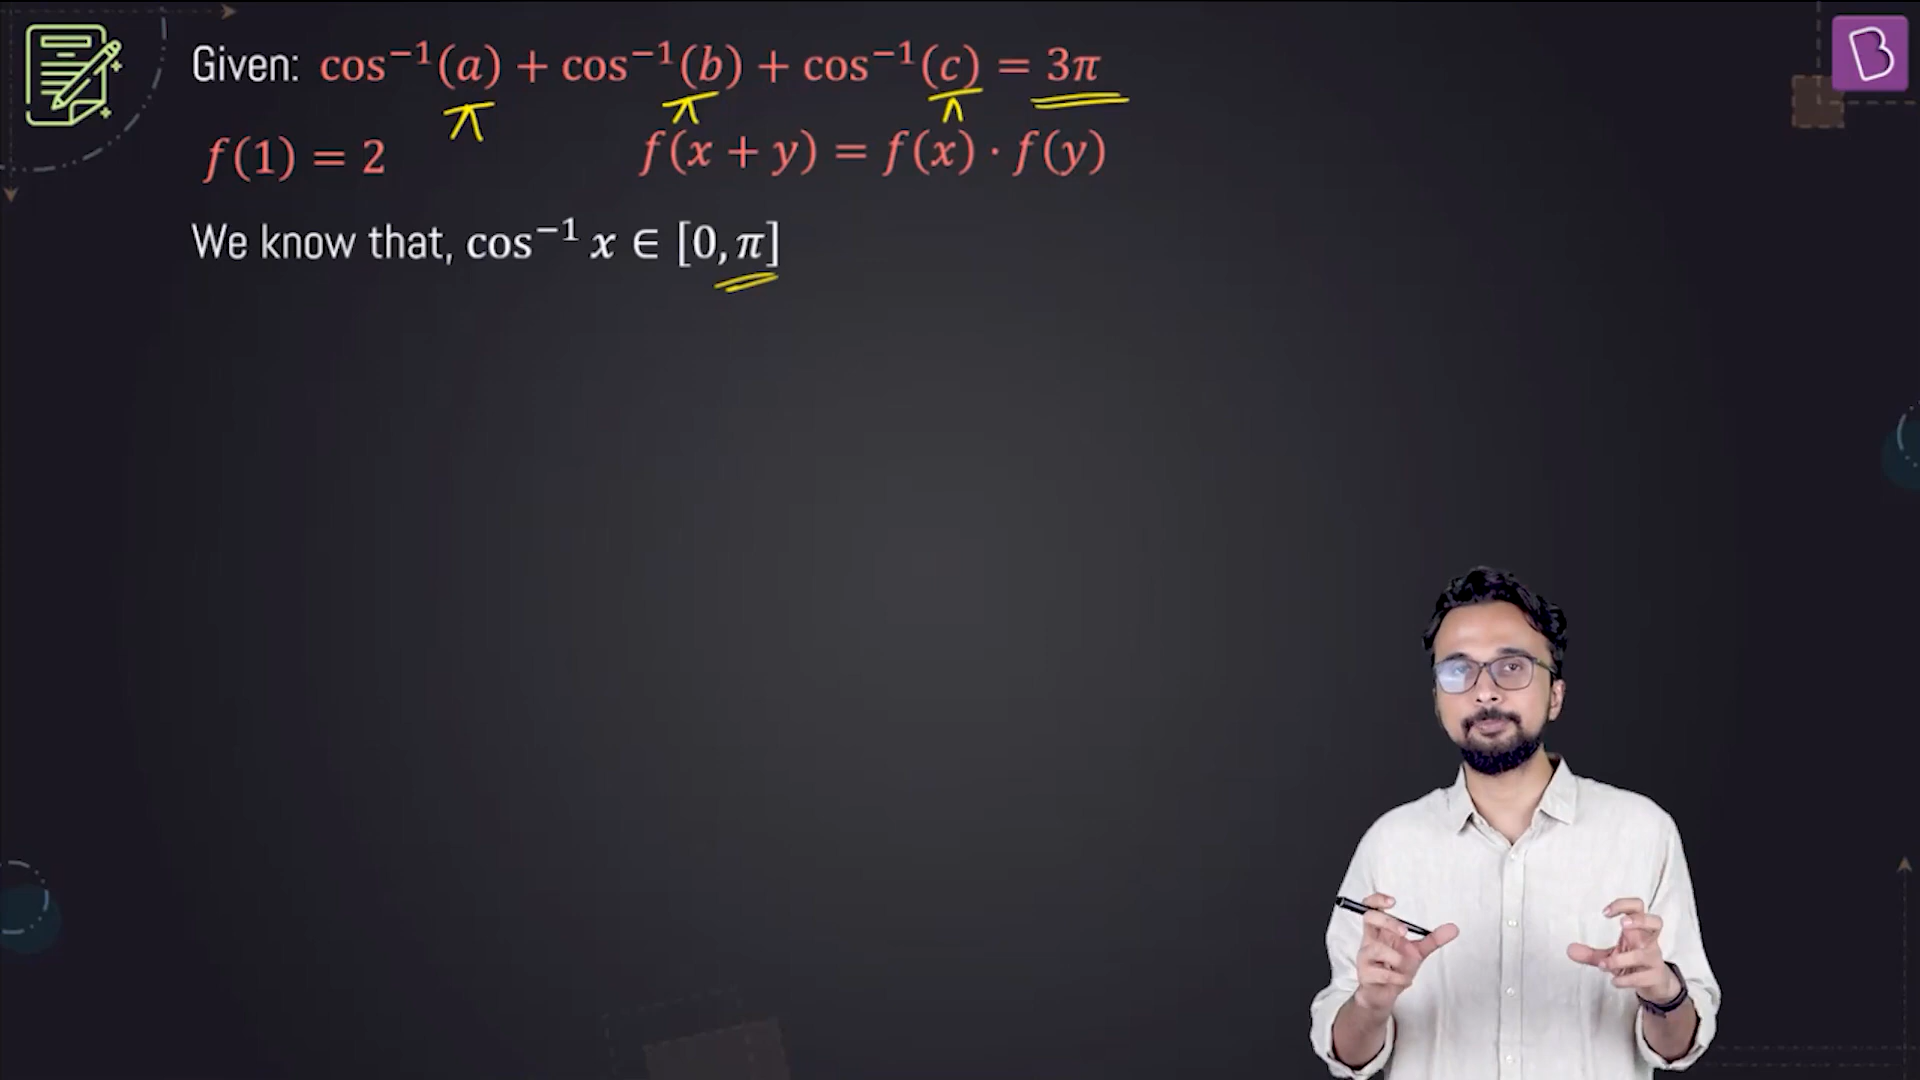 Given: cos⁻¹(a) + cos⁻¹(b) + cos⁻¹(c) = 3π
π π π
f(1) = 2 f(x + y) = f(x) · f(y)
We know that, cos⁻¹ x ∈ [0, π]